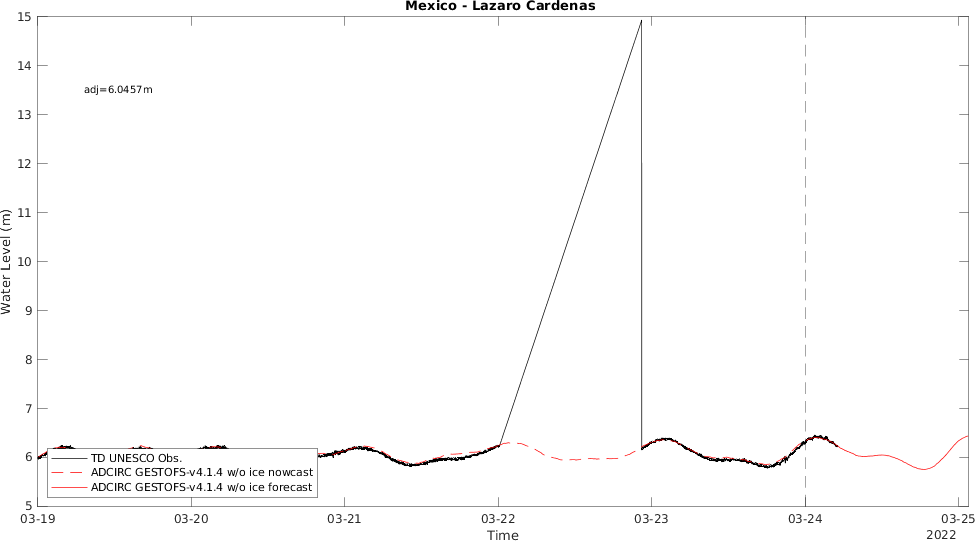 Mexico - Lazaro Cardenas
15
14
13
12
11
10
9
8
7
6
5
Water Level (m)
adj=6.0457m
TD UNESCO Obs.
ADCIRC GESTOFS-v4.1.4 w/o ice nowcast
ADCIRC GESTOFS-v4.1.4 w/o ice forecast
03-19 03-20 03-21 03-22 03-23 03-24 03-25
Time
2022